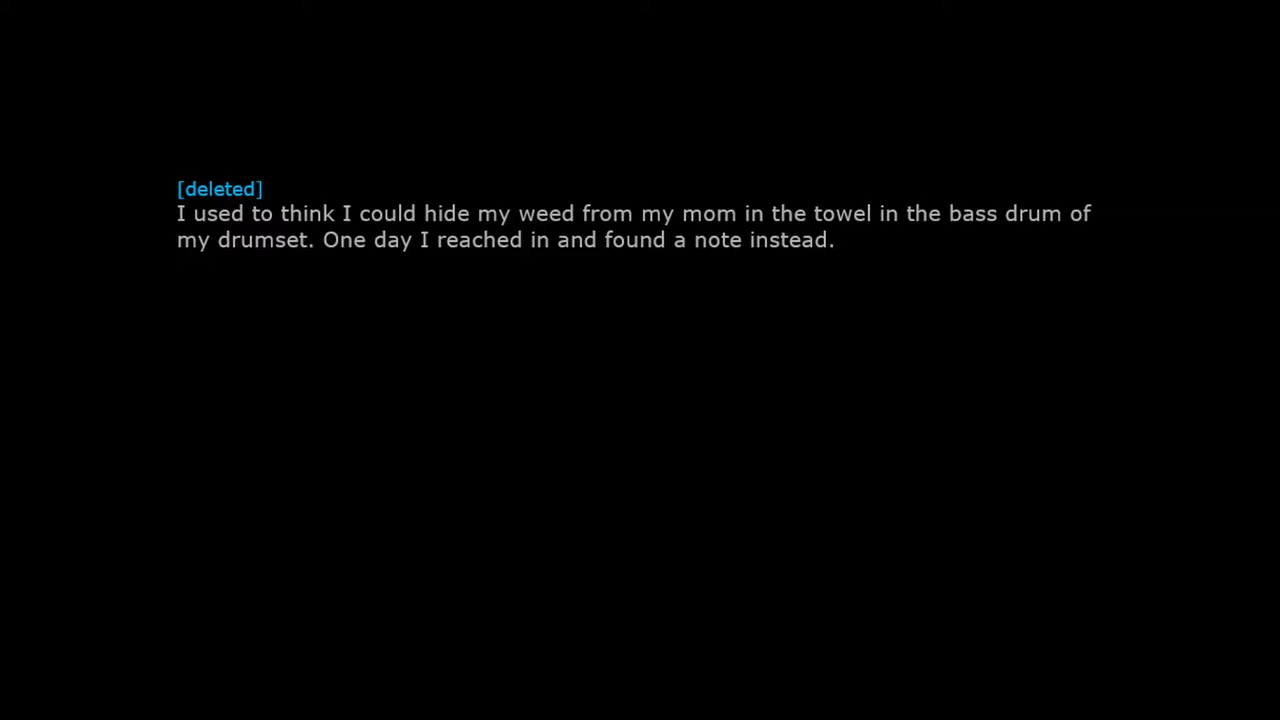 [deleted]
I used to think I could hide my weed from my mom in the towel in the bass drum of
my drumset. One day I reached in and found a note instead.